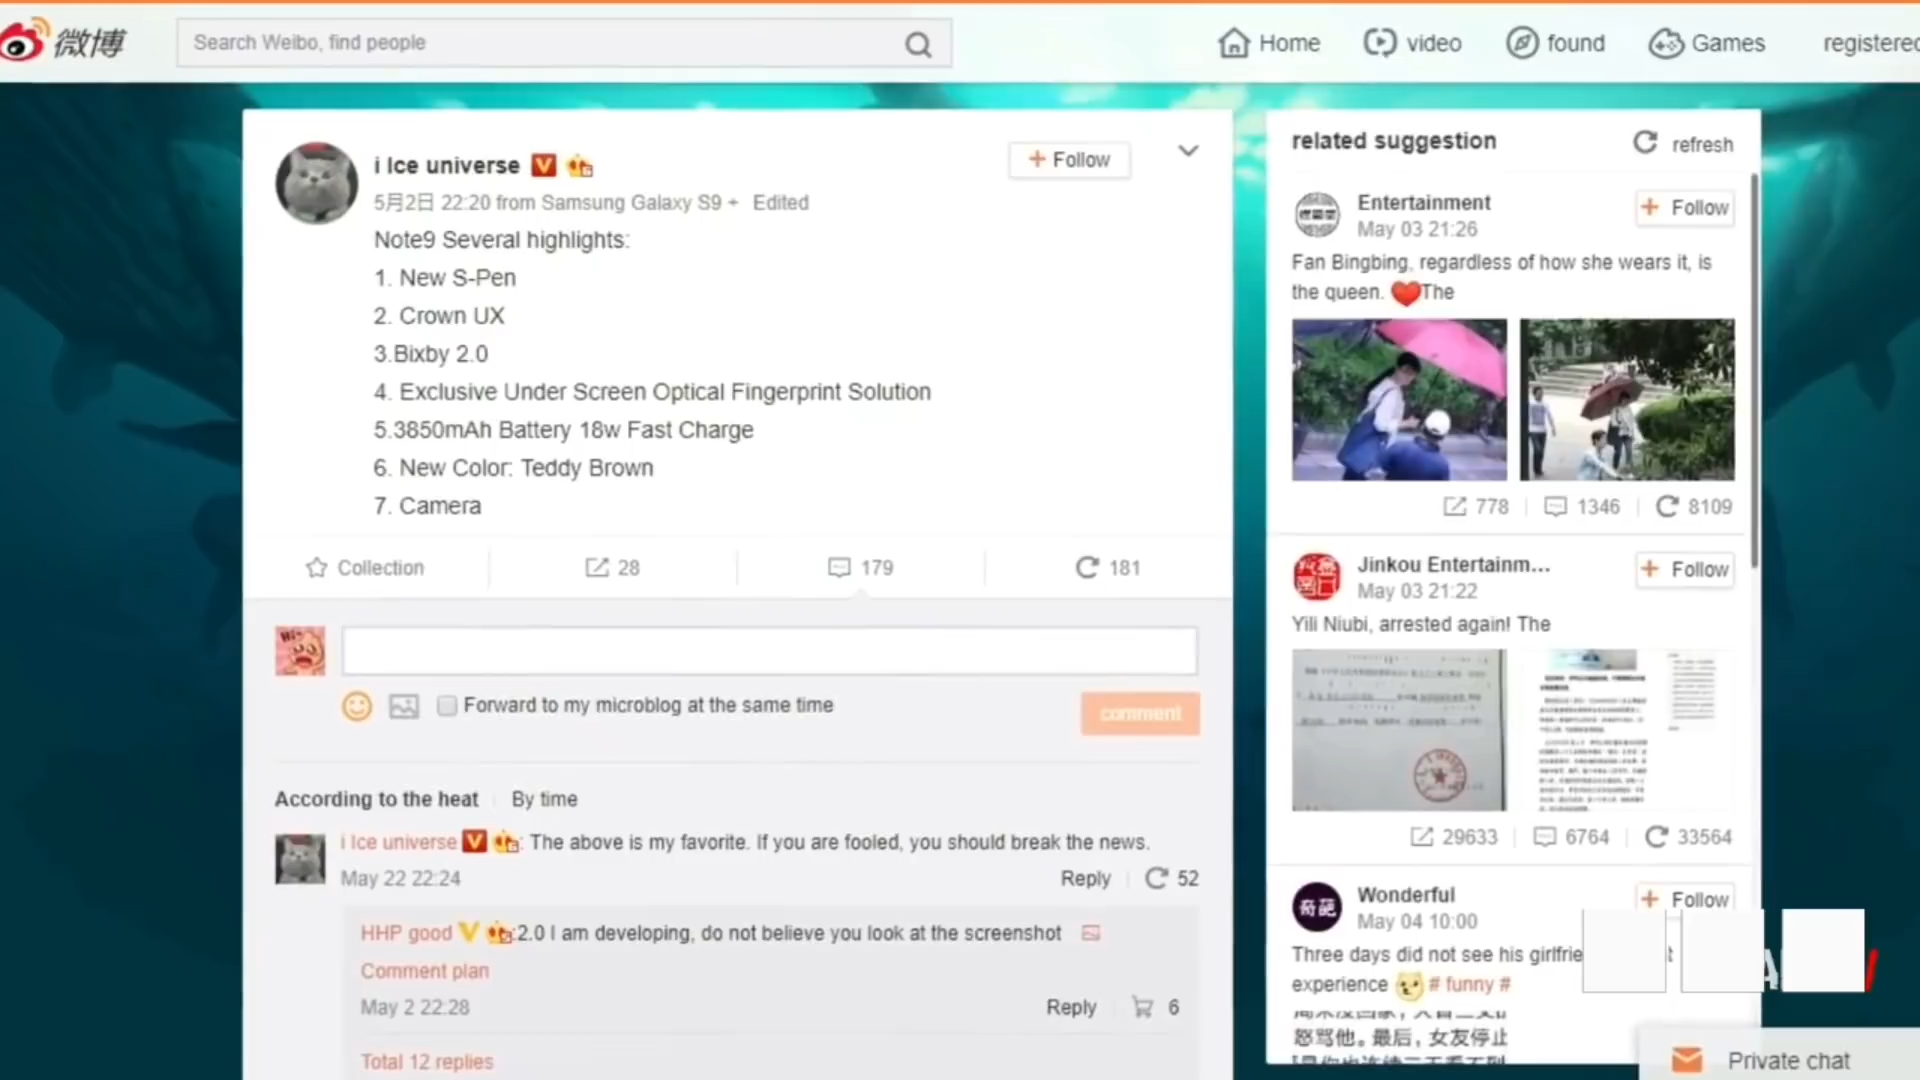 微博
Search Weibo, find people
Home
video
found
Games
registered
i Ice universe
5月2日 22:20 from Samsung Galaxy S9 + Edited
Note9 Several highlights:
1. New S-Pen
2. Crown UX
3.Bixby 2.0
4. Exclusive Under Screen Optical Fingerprint Solution
5.3850mAh Battery 18w Fast Charge
6. New Color: Teddy Brown
7. Camera
+ Follow
Collection
28
179
181
Forward to my microblog at the same time
comment
According to the heat
By time
i Ice universe : The above is my favorite. If you are fooled, you should break the news.
May 22 22:24
Reply
52
HHP good :2.0 I am developing, do not believe you look at the screenshot
Comment plan
May 2 22:28
Reply
6
Total 12 replies
related suggestion
refresh
Entertainment
+ Follow
May 03 21:26
Fan Bingbing, regardless of how she wears it, is
the queen. The
778
1346
8109
Jinkou Entertainm...
+ Follow
May 03 21:22
Yili Niubi, arrested again! The
29633
6764
33564
奇葩
Wonderful
+ Follow
May 04 10:00
Three days did not see his
experience # funny #
怒骂他。最后，女友停止
Private chat